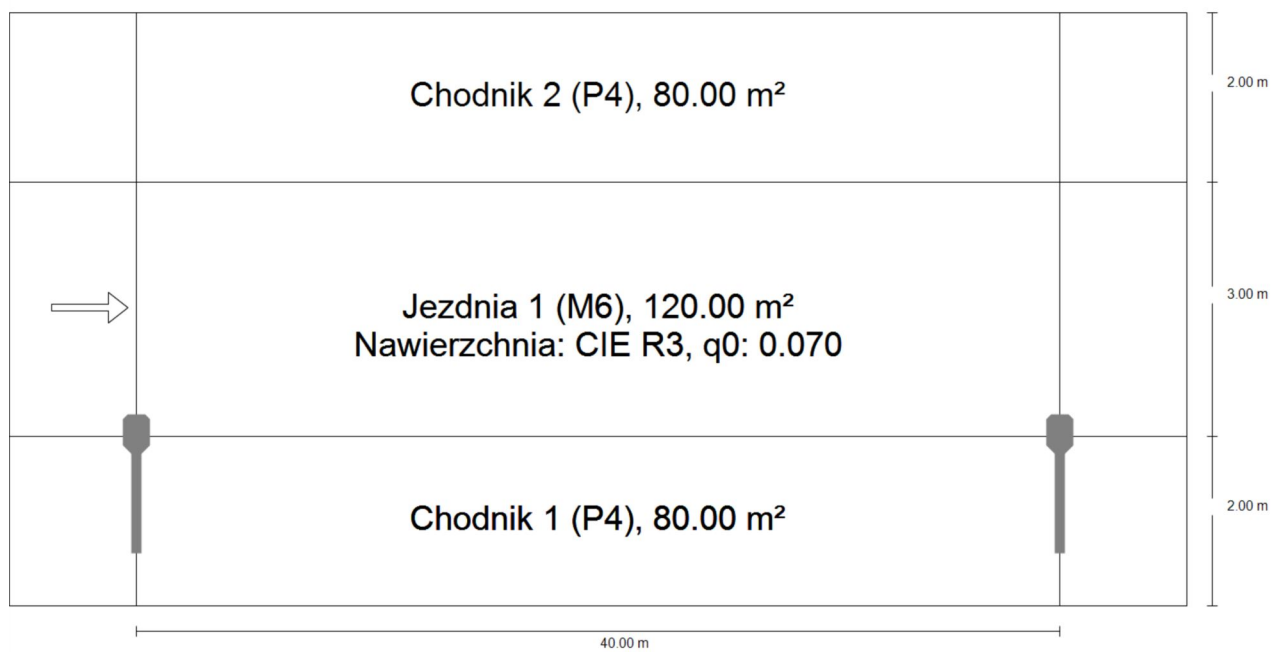 Chodnik 2 (P4), 80.00 m²
2.00 m
Jezdnia 1 (M6), 120.00 m²
Nawierzchnia: CIE R3, q0: 0.070
3.00 m
Chodnik 1 (P4), 80.00 m²
2.00 m
40.00 m